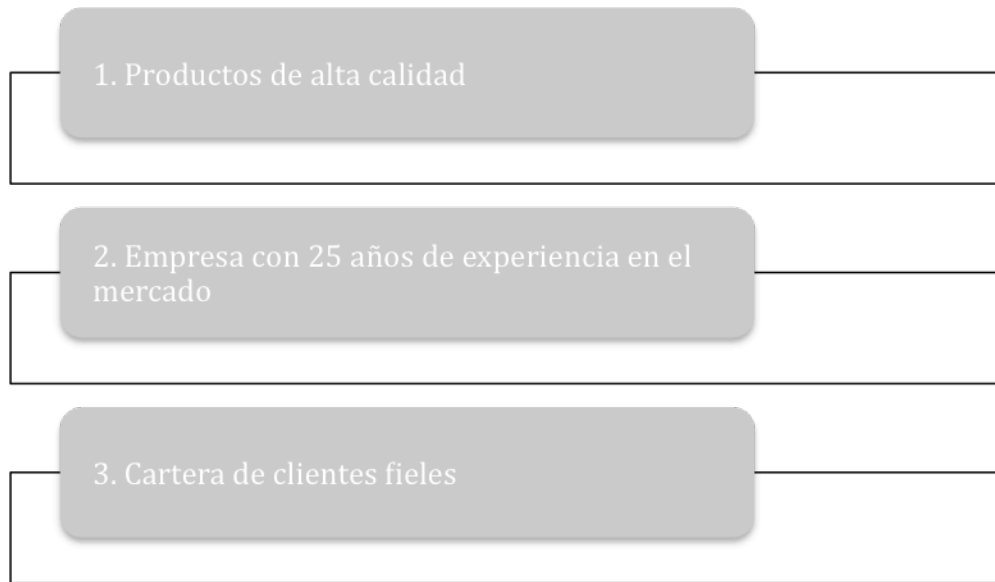 1. Productos de alta calidad
2. Empresa con 25 años de experiencia en el
mercado
3. Cartera de clientes fieles